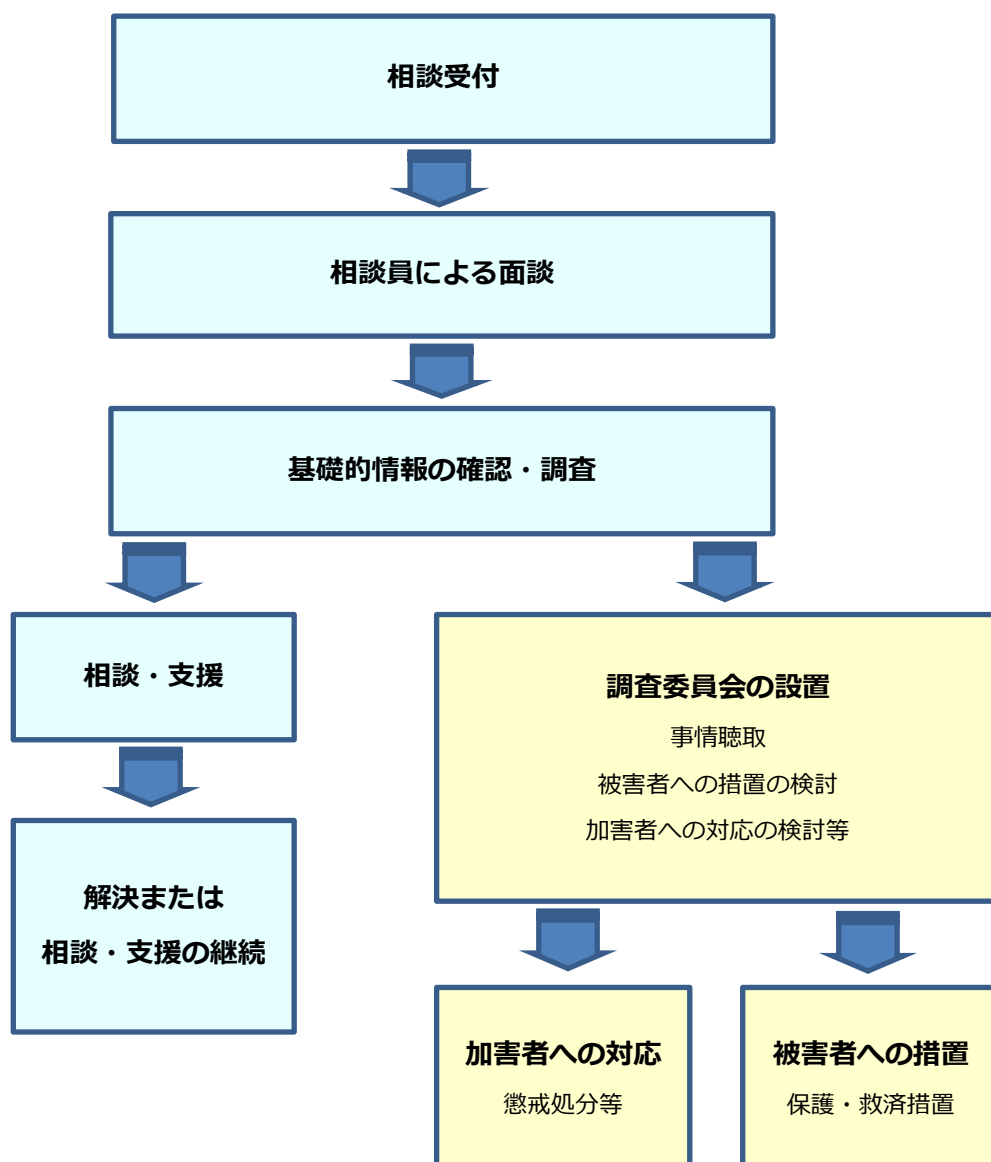 相談受付
相談員による面談
基礎的情報の確認・調査
相談・支援
解決または
相談・支援の継続
調査委員会の設置
事情聴取
被害者への措置の検討
加害者への対応の検討等
加害者への対応
懲戒処分等
被害者への措置
保護・救済措置